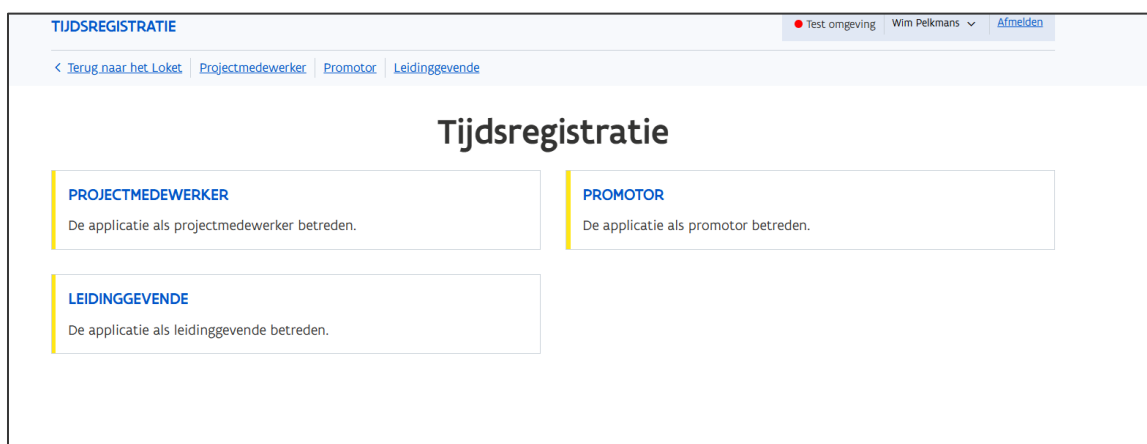 TIJDSREGISTRATIE
Test omgeving Wim Pelkmans Afmelden
Terug naar het Loket Projectmedewerker Promotor Leidinggevende
Tijdsregistratie
PROJECTMEDEWERKER
De applicatie als projectmedewerker betreden.
PROMOTOR
De applicatie als promotor betreden.
LEIDINGGEVENDE
De applicatie als leidinggevende betreden.